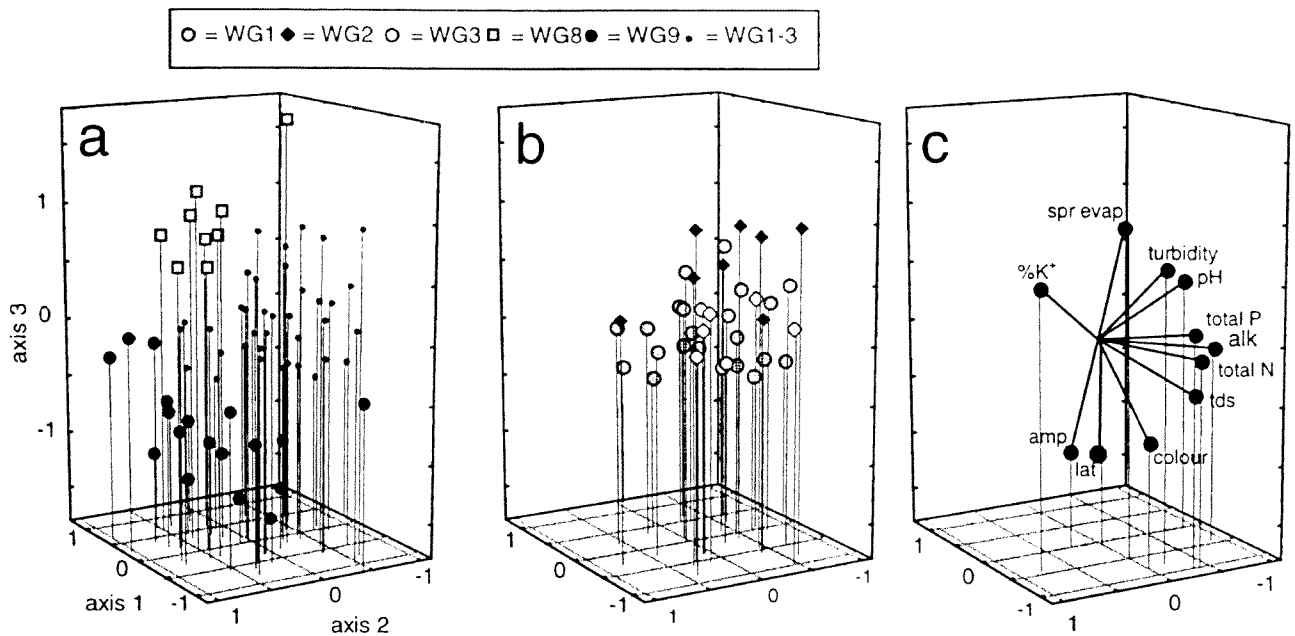 = WG1 = WG2 = WG3 = WG8 = WG9 = WG1-3
a
b
c
1
0
-1
axis 3
1
0
-1
axis 1
1
0
-1
axis 2
1
0
-1
1
0
-1
spr evap
turbidity
%K⁺
pH
total P
alk
total N
tds
amp
lat
colour
1
0
-1
1
0
-1